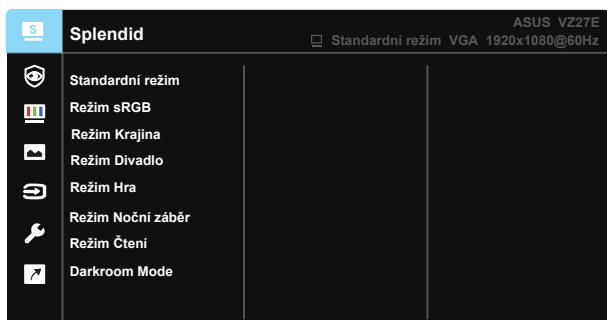 S
Splendid
ASUS VZ27E
Standardní režim VGA 1920x1080@60Hz
Standardní režim
Režim sRGB
Režim Krajina
Režim Divadlo
Režim Hra
Režim Noční záběr
Režim Čtení
Darkroom Mode